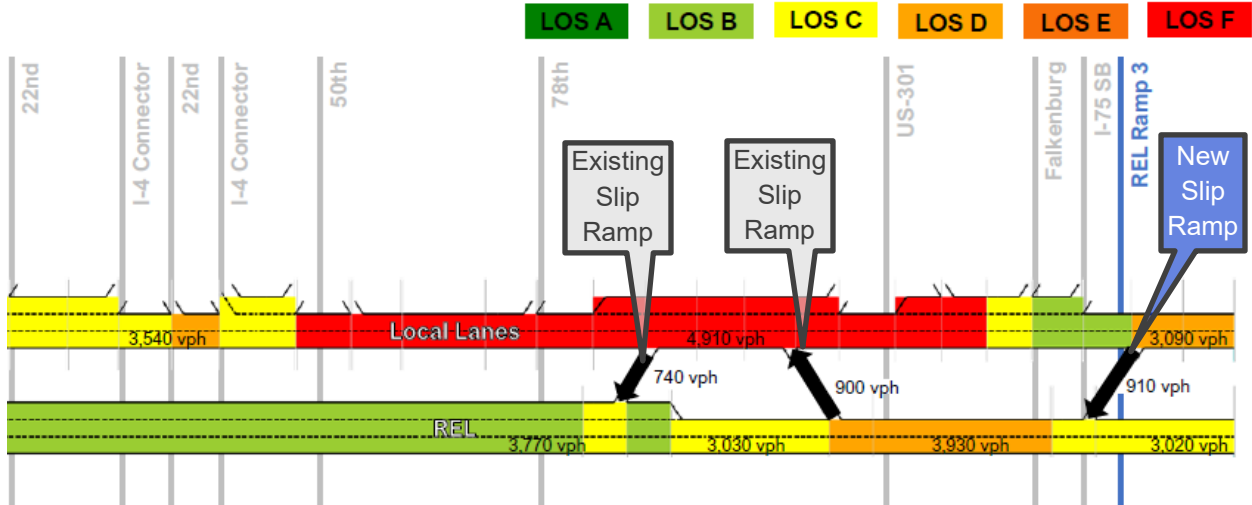 LOS A
LOS B
LOS C
LOS D
LOS E
LOS F
22nd
I-4 Connector
22nd
I-4 Connector
50th
78th
US-301
Falkenburg
I-75 SB
REL Ramp 3
Existing
Slip
Ramp
Existing
Slip
Ramp
New
Slip
Ramp
3,540 vph
Local Lanes
4,910 vph
3,090 vph
740 vph
900 vph
910 vph
REL
3,770 vph
3,030 vph
3,930 vph
3,020 vph